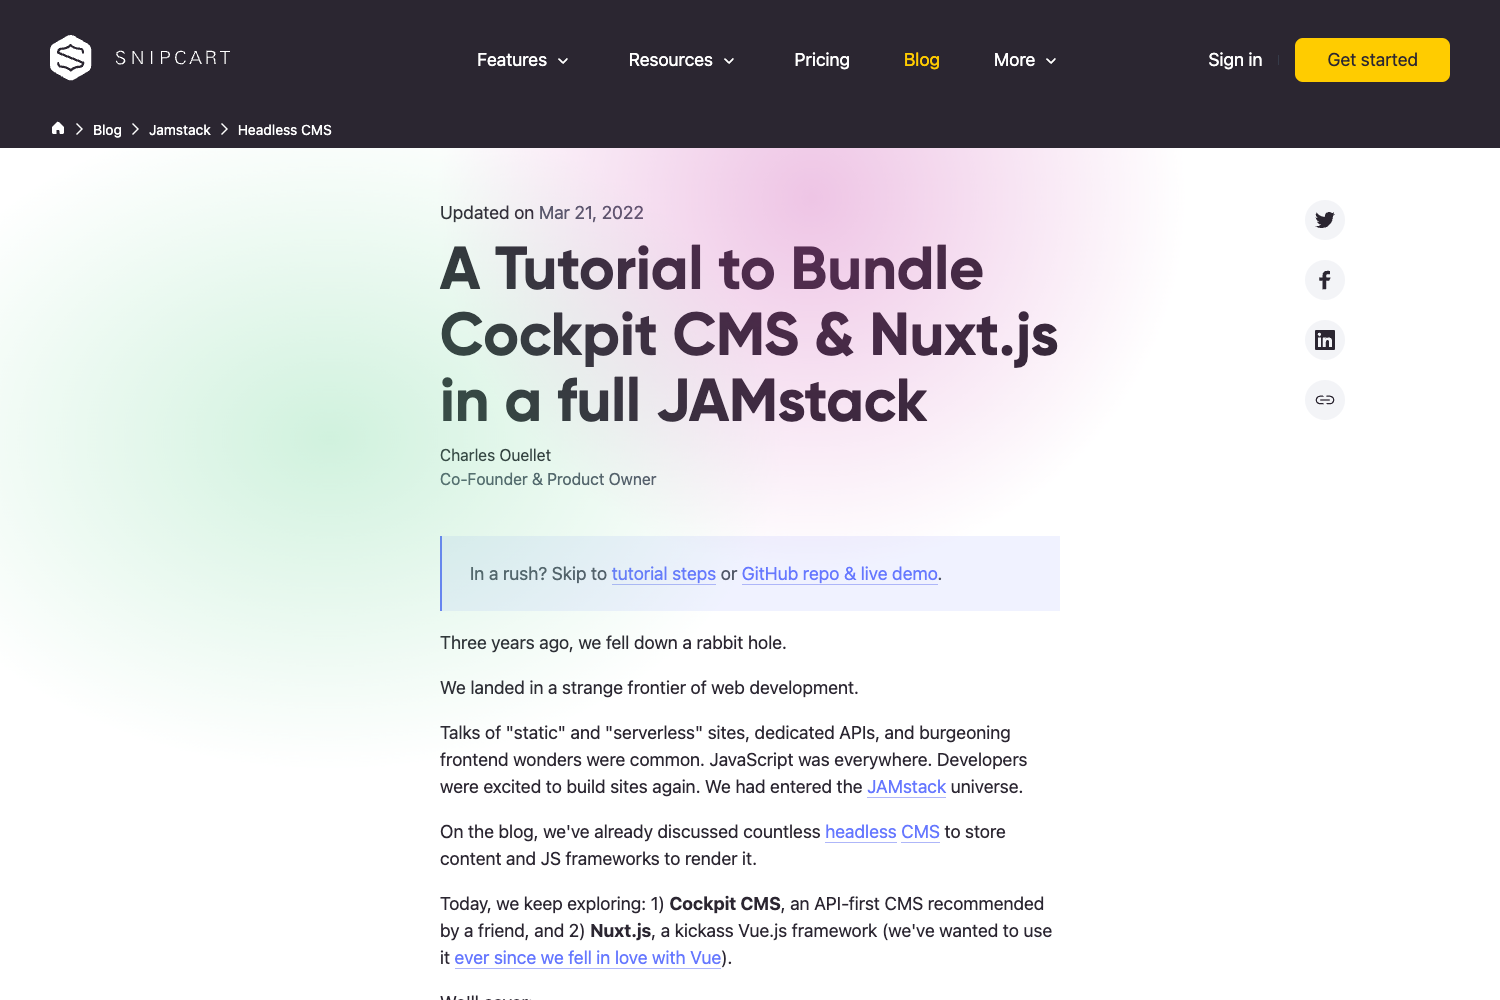 SNIPCART
Features
Resources
Pricing
Blog
More
Sign in
Get started
Blog
Jamstack
Headless CMS
Updated on Mar 21, 2022
A Tutorial to Bundle
Cockpit CMS & Nuxt.js
in a full JAMstack
Charles Ouellet
Co-Founder & Product Owner
In a rush? Skip to tutorial steps or GitHub repo & live demo.
Three years ago, we fell down a rabbit hole.
We landed in a strange frontier of web development.
Talks of "static" and "serverless" sites, dedicated APIs, and burgeoning
frontend wonders were common. JavaScript was everywhere. Developers
were excited to build sites again. We had entered the JAMstack universe.
On the blog, we've already discussed countless headless CMS to store
content and JS frameworks to render it.
Today, we keep exploring: 1) Cockpit CMS, an API-first CMS recommended
by a friend, and 2) Nuxt.js, a kickass Vue.js framework (we've wanted to use
it ever since we fell in love with Vue).
We'll cover: